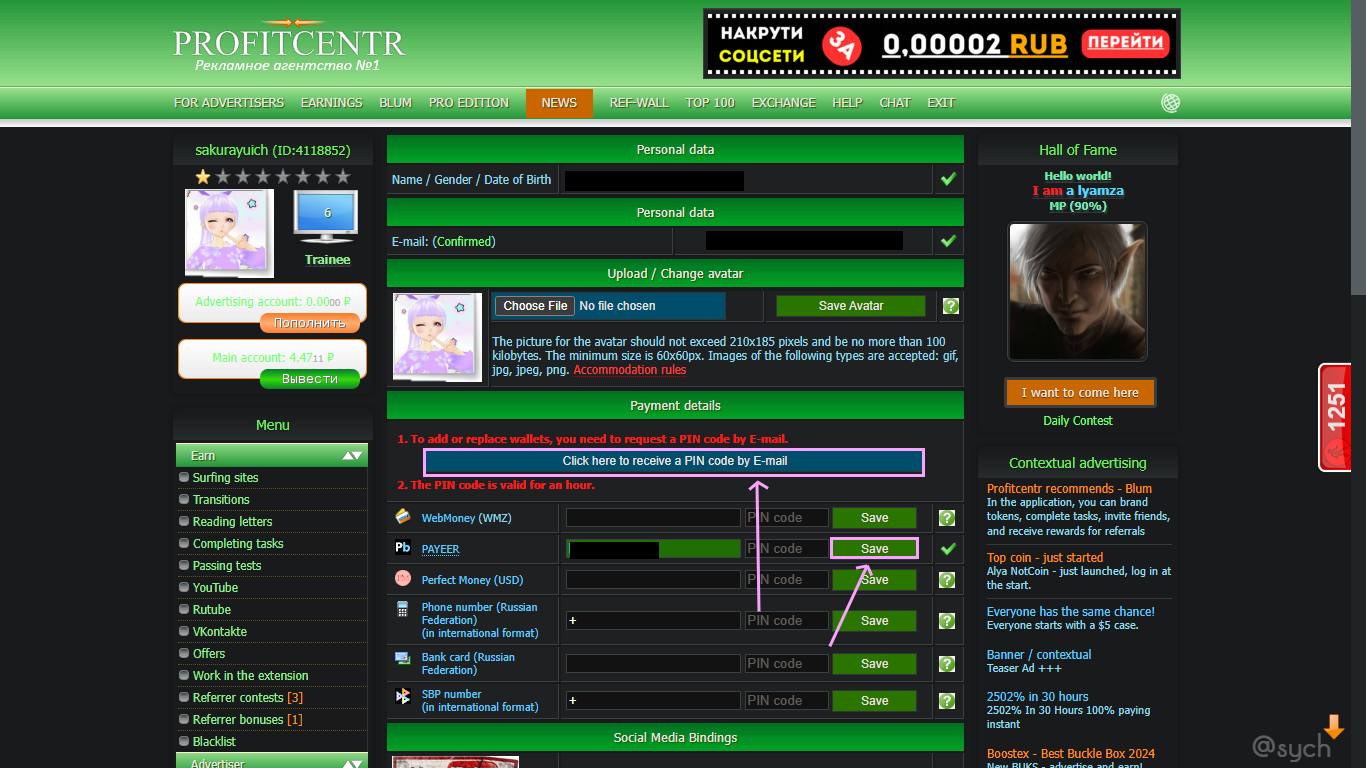 PROFITCENTR
Рекламное агентство №1
НАКРУТИ
СОЦСЕТИ
ЗА
0,00002 RUB
ПЕРЕЙТИ
FOR ADVERTISERS EARNINGS BLUM PRO EDITION NEWS REF-WALL TOP 100 EXCHANGE HELP CHAT EXIT
sakurayuich (ID:4118852)
6
Trainee
Advertising account: 0.0000 ₽
Пополнить
Main account: 4.4711 ₽
Вывести
Menu
Earn
Surfing sites
Transitions
Reading letters
Completing tasks
Passing tests
YouTube
Rutube
VKontakte
Offers
Work in the extension
Referrer contests [3]
Referrer bonuses [1]
Blacklist
Advertiser
Personal data
Name / Gender / Date of Birth
Personal data
E-mail: (Confirmed)
Upload / Change avatar
Choose File No file chosen
Save Avatar
The picture for the avatar should not exceed 210x185 pixels and be no more than 100
kilobytes. The minimum size is 60x60px. Images of the following types are accepted: gif,
jpg, jpeg, png. Accommodation rules
Payment details
1. To add or replace wallets, you need to request a PIN code by E-mail.
Click here to receive a PIN code by E-mail
2. The PIN code is valid for an hour.
WebMoney (WMZ) PIN code Save
Pb PAYEER PIN code Save
Perfect Money (USD) PIN code Save
Phone number (Russian
Federation)
(in international format)
+ PIN code Save
Bank card (Russian
Federation)
PIN code Save
SBP number
(in international format)
+ PIN code Save
Social Media Bindings
Hall of Fame
Hello world!
I am a lyamza
MP (90%)
I want to come here
Daily Contest
Contextual advertising
Profitcentr recommends - Blum
In the application, you can brand
tokens, complete tasks, invite friends,
and receive rewards for referrals
Top coin - just started
Alya NotCoin - just launched, log in at
the start.
Everyone has the same chance!
Everyone starts with a $5 case.
Banner / contextual
Teaser Ad +++
2502% in 30 hours
2502% In 30 Hours 100% paying
instant
Boostex - Best Buckle Box 2024
New BUKS - advertise and earn!
1251
@sych